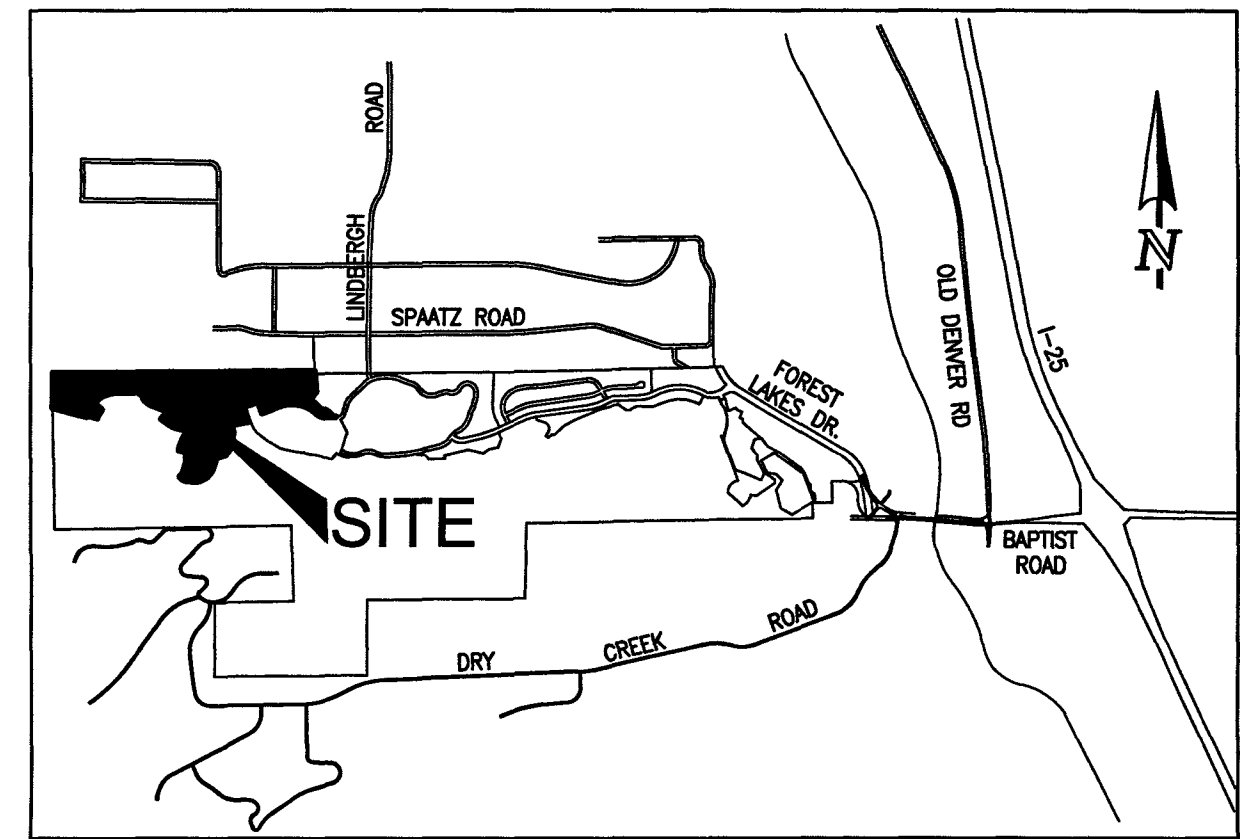 LINDBERGH ROAD
SPAATZ ROAD
FOREST
LAKES DR.
OLD DENVER RD
I-25
N
SITE
BAPTIST
ROAD
DRY CREEK ROAD